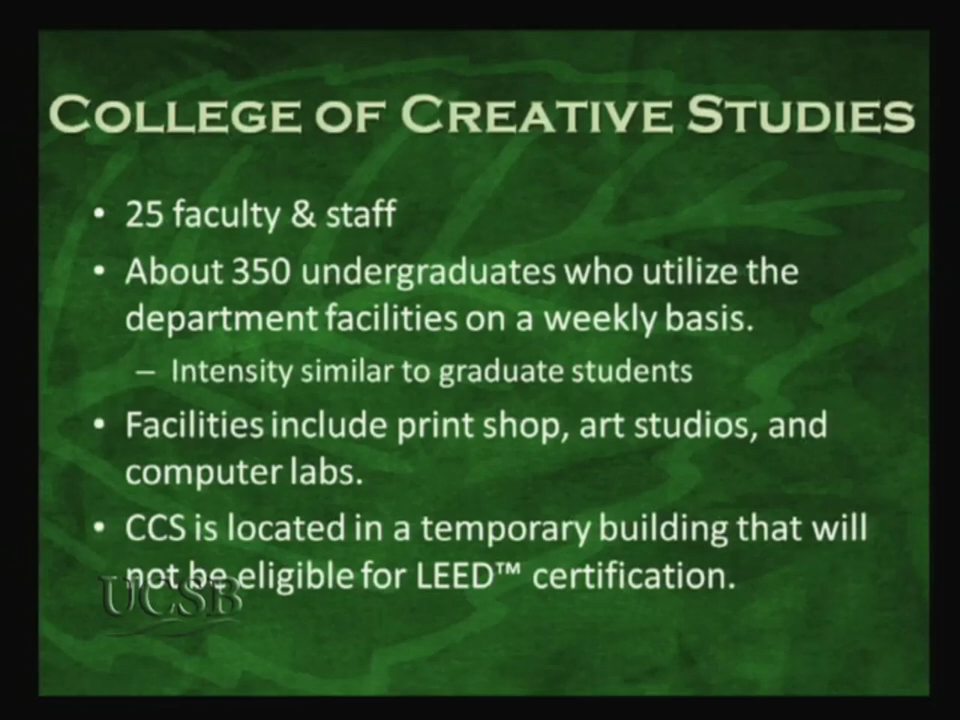 COLLEGE OF CREATIVE STUDIES
• 25 faculty & staff
• About 350 undergraduates who utilize the
department facilities on a weekly basis.
– Intensity similar to graduate students
• Facilities include print shop, art studios, and
computer labs.
• CCS is located in a temporary building that will
not be eligible for LEED™ certification.
UCSB